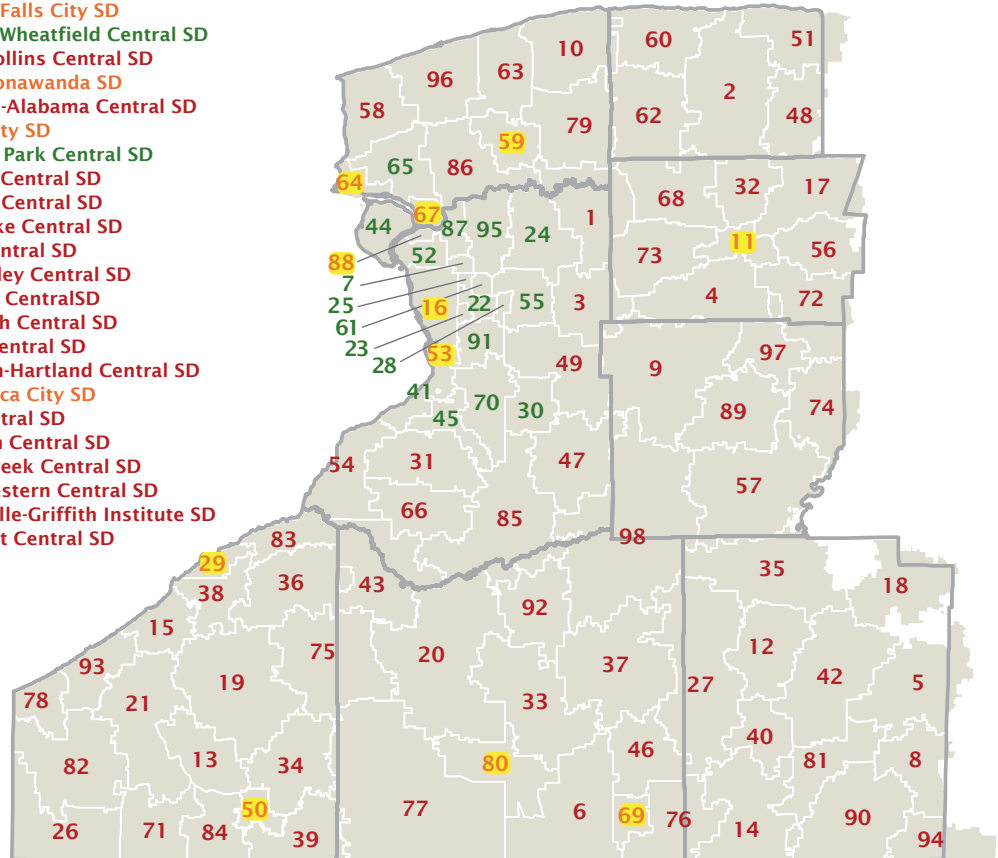 Falls City SD
Wheatfield Central SD
ollins Central SD
onawanda SD
-Alabama Central SD
ty SD
Park Central SD
Central SD
Central SD
ke Central SD
entral SD
ley Central SD
CentralSD
h Central SD
entral SD
n-Hartland Central SD
ca City SD
tral SD
n Central SD
reek Central SD
estern Central SD
lle-Griffith Institute SD
t Central SD
10 60 51
96 63
2
58 62 48
79
59
65 86
64
32 17
68
67
44 87 95 24 1
11
52 73 56
88
7
25 16 22 55 3 4 72
61
23 53 91
28 49 9 97
41
45 70 30 89 74
54 31 47
57
66 85
98
83
29 35
38 36 43 18
92
15
12
93 75 20 37
42
78 21 19 33 27 5
40
82 13 34 80 46 81 8
50 77 6 69 76
26 71 84 39 14 90 94